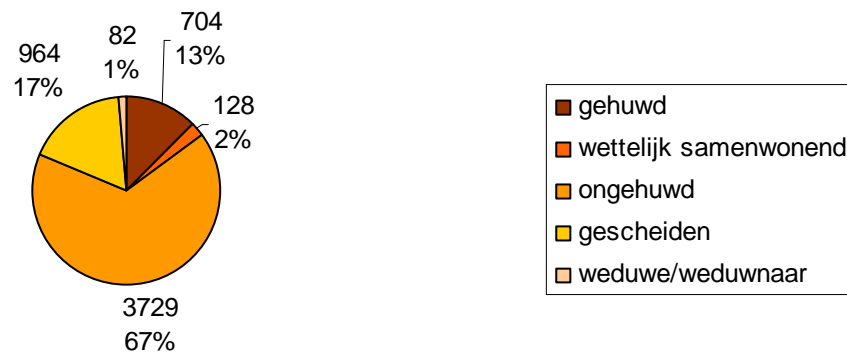 704
13%
128
2%
3729
67%
964
17%
82
1%
gehuwd
wettelijk samenwonend
ongehuwd
gescheiden
weduwe/weduwnaar